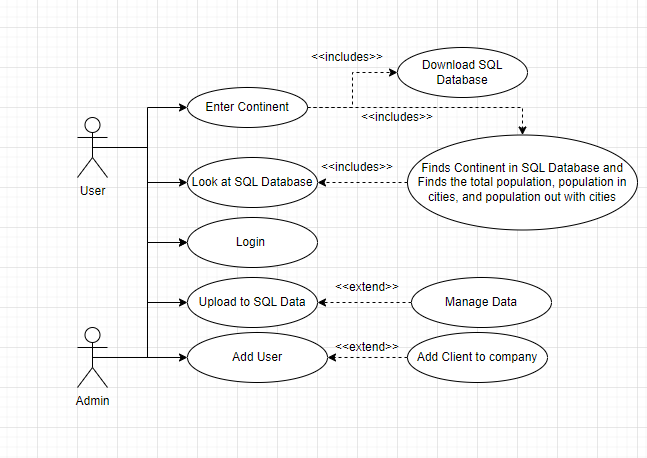 <<includes>>
Download SQL
Database
Enter Continent
<<includes>>
User
Look at SQL Database
<<includes>>
Finds Continent in SQL Database and
Finds the total population, population in
cities, and population out with cities
Login
Upload to SQL Data
<<extend>>
Manage Data
Admin
Add User
<<extend>>
Add Client to company